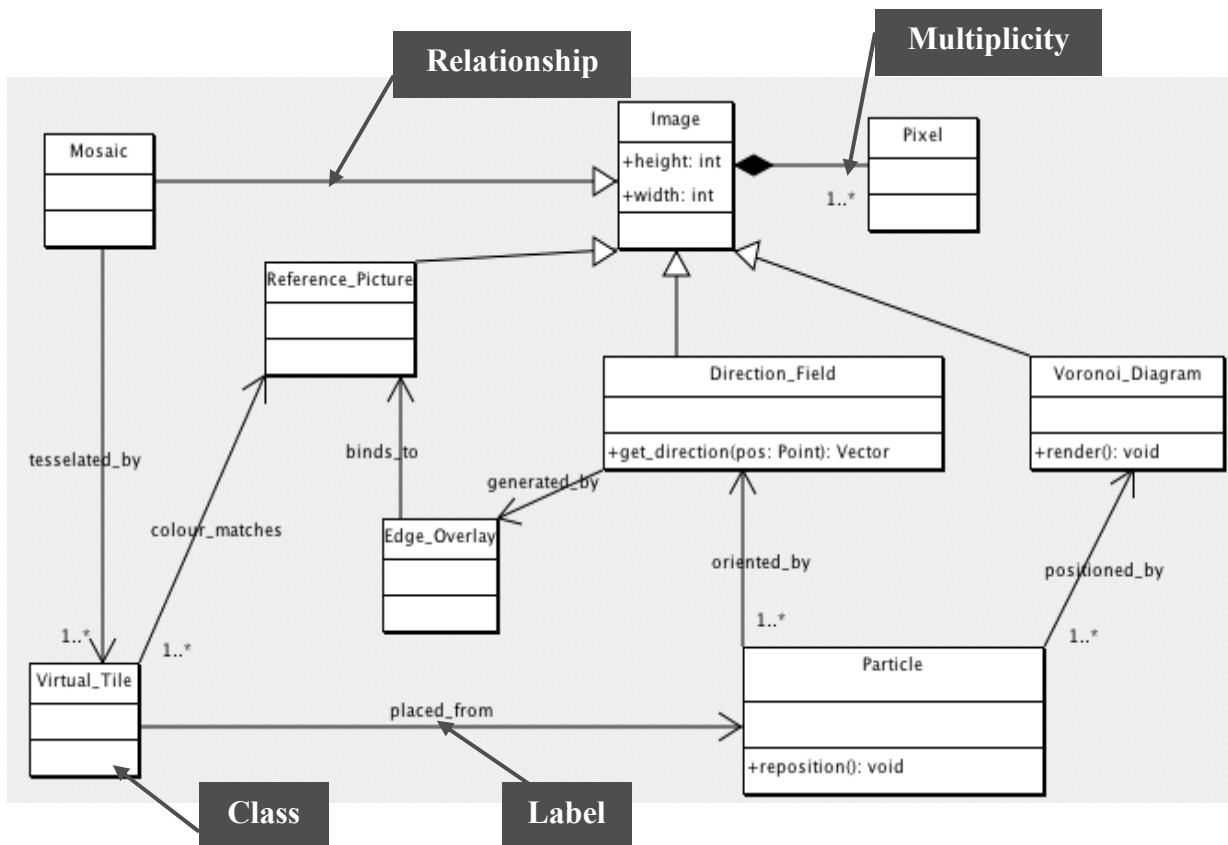 Relationship
Multiplicity
Mosaic
Image
+height: int
+width: int
Pixel
1..*
Reference_Picture
Direction_Field
+get_direction(pos: Point): Vector
Voronoi_Diagram
+render(): void
tesselated_by
binds_to
generated_by
colour_matches
Edge_Overlay
oriented_by
positioned_by
1..*
1..*
1..*
1..*
Virtual_Tile
Particle
+reposition(): void
placed_from
Class
Label